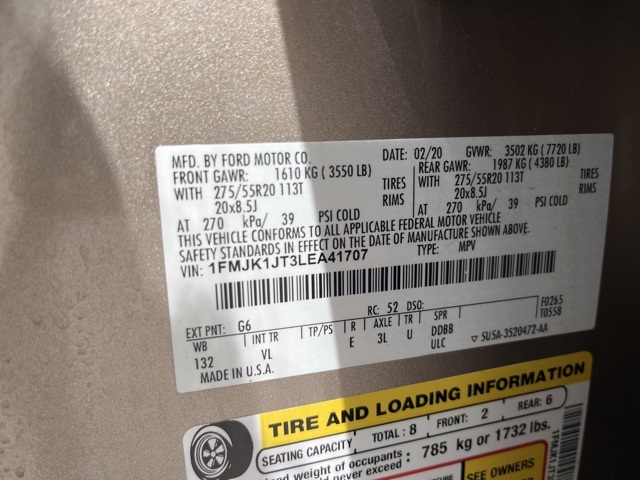 MFD. BY FORD MOTOR CO. DATE: 02/20 GVWR: 3502 KG ( 7720 LB)
FRONT GAWR: 1610 KG ( 3550 LB) REAR GAWR: 1987 KG ( 4380 LB)
WITH 275/55R20 113T TIRES WITH 275/55R20 113T TIRES
20x8.5J RIMS 20x8.5J RIMS
AT 270 kPa/ 39 PSI COLD AT 270 kPa/ 39 PSI COLD
THIS VEHICLE CONFORMS TO ALL APPLICABLE FEDERAL MOTOR VEHICLE
SAFETY STANDARDS IN EFFECT ON THE DATE OF MANUFACTURE SHOWN ABOVE.
VIN: 1FMJK1JT3LEA41707 TYPE: MPV
F0265
T0558
EXT PNT: G6 RC: 52 DSO:
WB INT TR TP/PS R AXLE TR SPR
132 VL E 3L U DDBB
ULC 5U5A-3520472-AA
MADE IN U.S.A.
TIRE AND LOADING INFORMATION
SEATING CAPACITY TOTAL: 8 FRONT: 2 REAR: 6
weight of occupants
never exceed : 785 kg or 1732 lbs.
SEE OWNERS